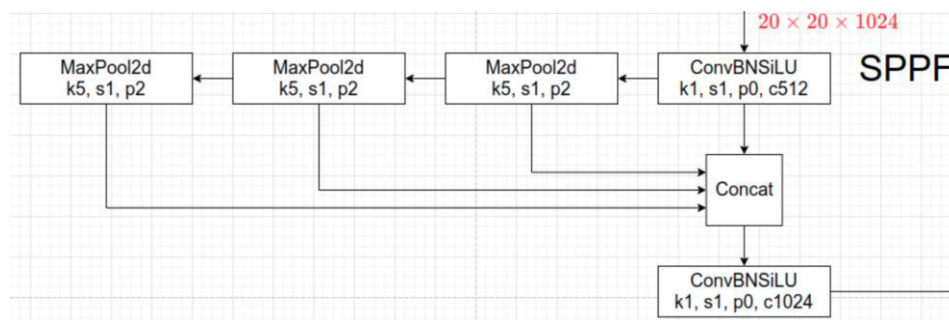 20 × 20 × 1024
MaxPool2d
k5, s1, p2
MaxPool2d
k5, s1, p2
MaxPool2d
k5, s1, p2
ConvBNSiLU
k1, s1, p0, c512
SPPF
Concat
ConvBNSiLU
k1, s1, p0, c1024